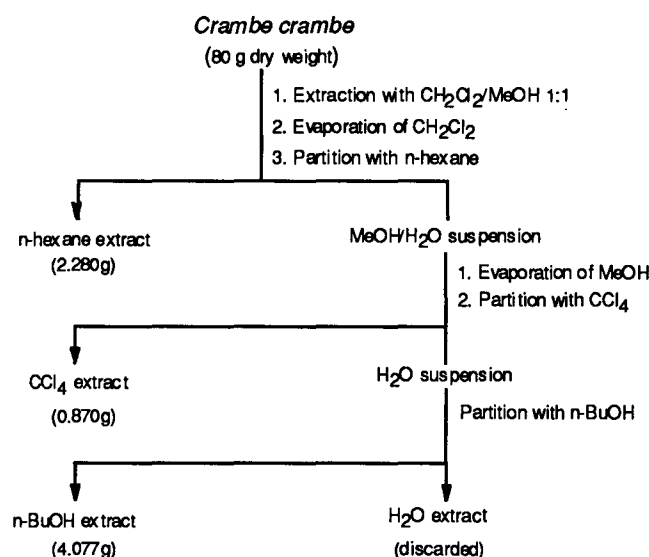 Crambe crambe
(80 g dry weight)
1. Extraction with CH2Cl2/MeOH 1:1
2. Evaporation of CH2Cl2
3. Partition with n-hexane
n-hexane extract
(2.280g)
MeOH/H2O suspension
1. Evaporation of MeOH
2. Partition with CCl4
CCl4 extract
(0.870g)
H2O suspension
Partition with n-BuOH
n-BuOH extract
(4.077g)
H2O extract
(discarded)